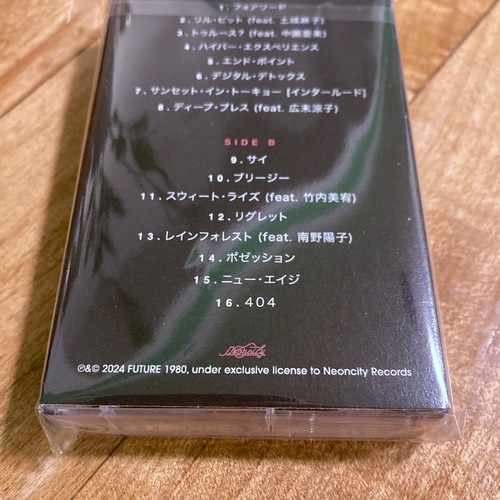 1. フォアワード
2. リル・ビット (feat. 土岐麻子)
3. トゥルース? (feat. 中園亜美)
4. ハイパー・エクスペリエンス
5. エンド・ポイント
6. デジタル・デトックス
7. サンセット・イン・トーキョー [インタールード]
8. ディープ・ブレス (feat. 広末涼子)
SIDE B
9. サイ
10. ブリージー
11. スウィート・ライズ (feat. 竹内美宥)
12. リグレット
13. レインフォレスト (feat. 南野陽子)
14. ポゼッション
15. ニュー・エイジ
16. 404
Neoncity
℗&© 2024 FUTURE 1980, under exclusive license to Neoncity Records